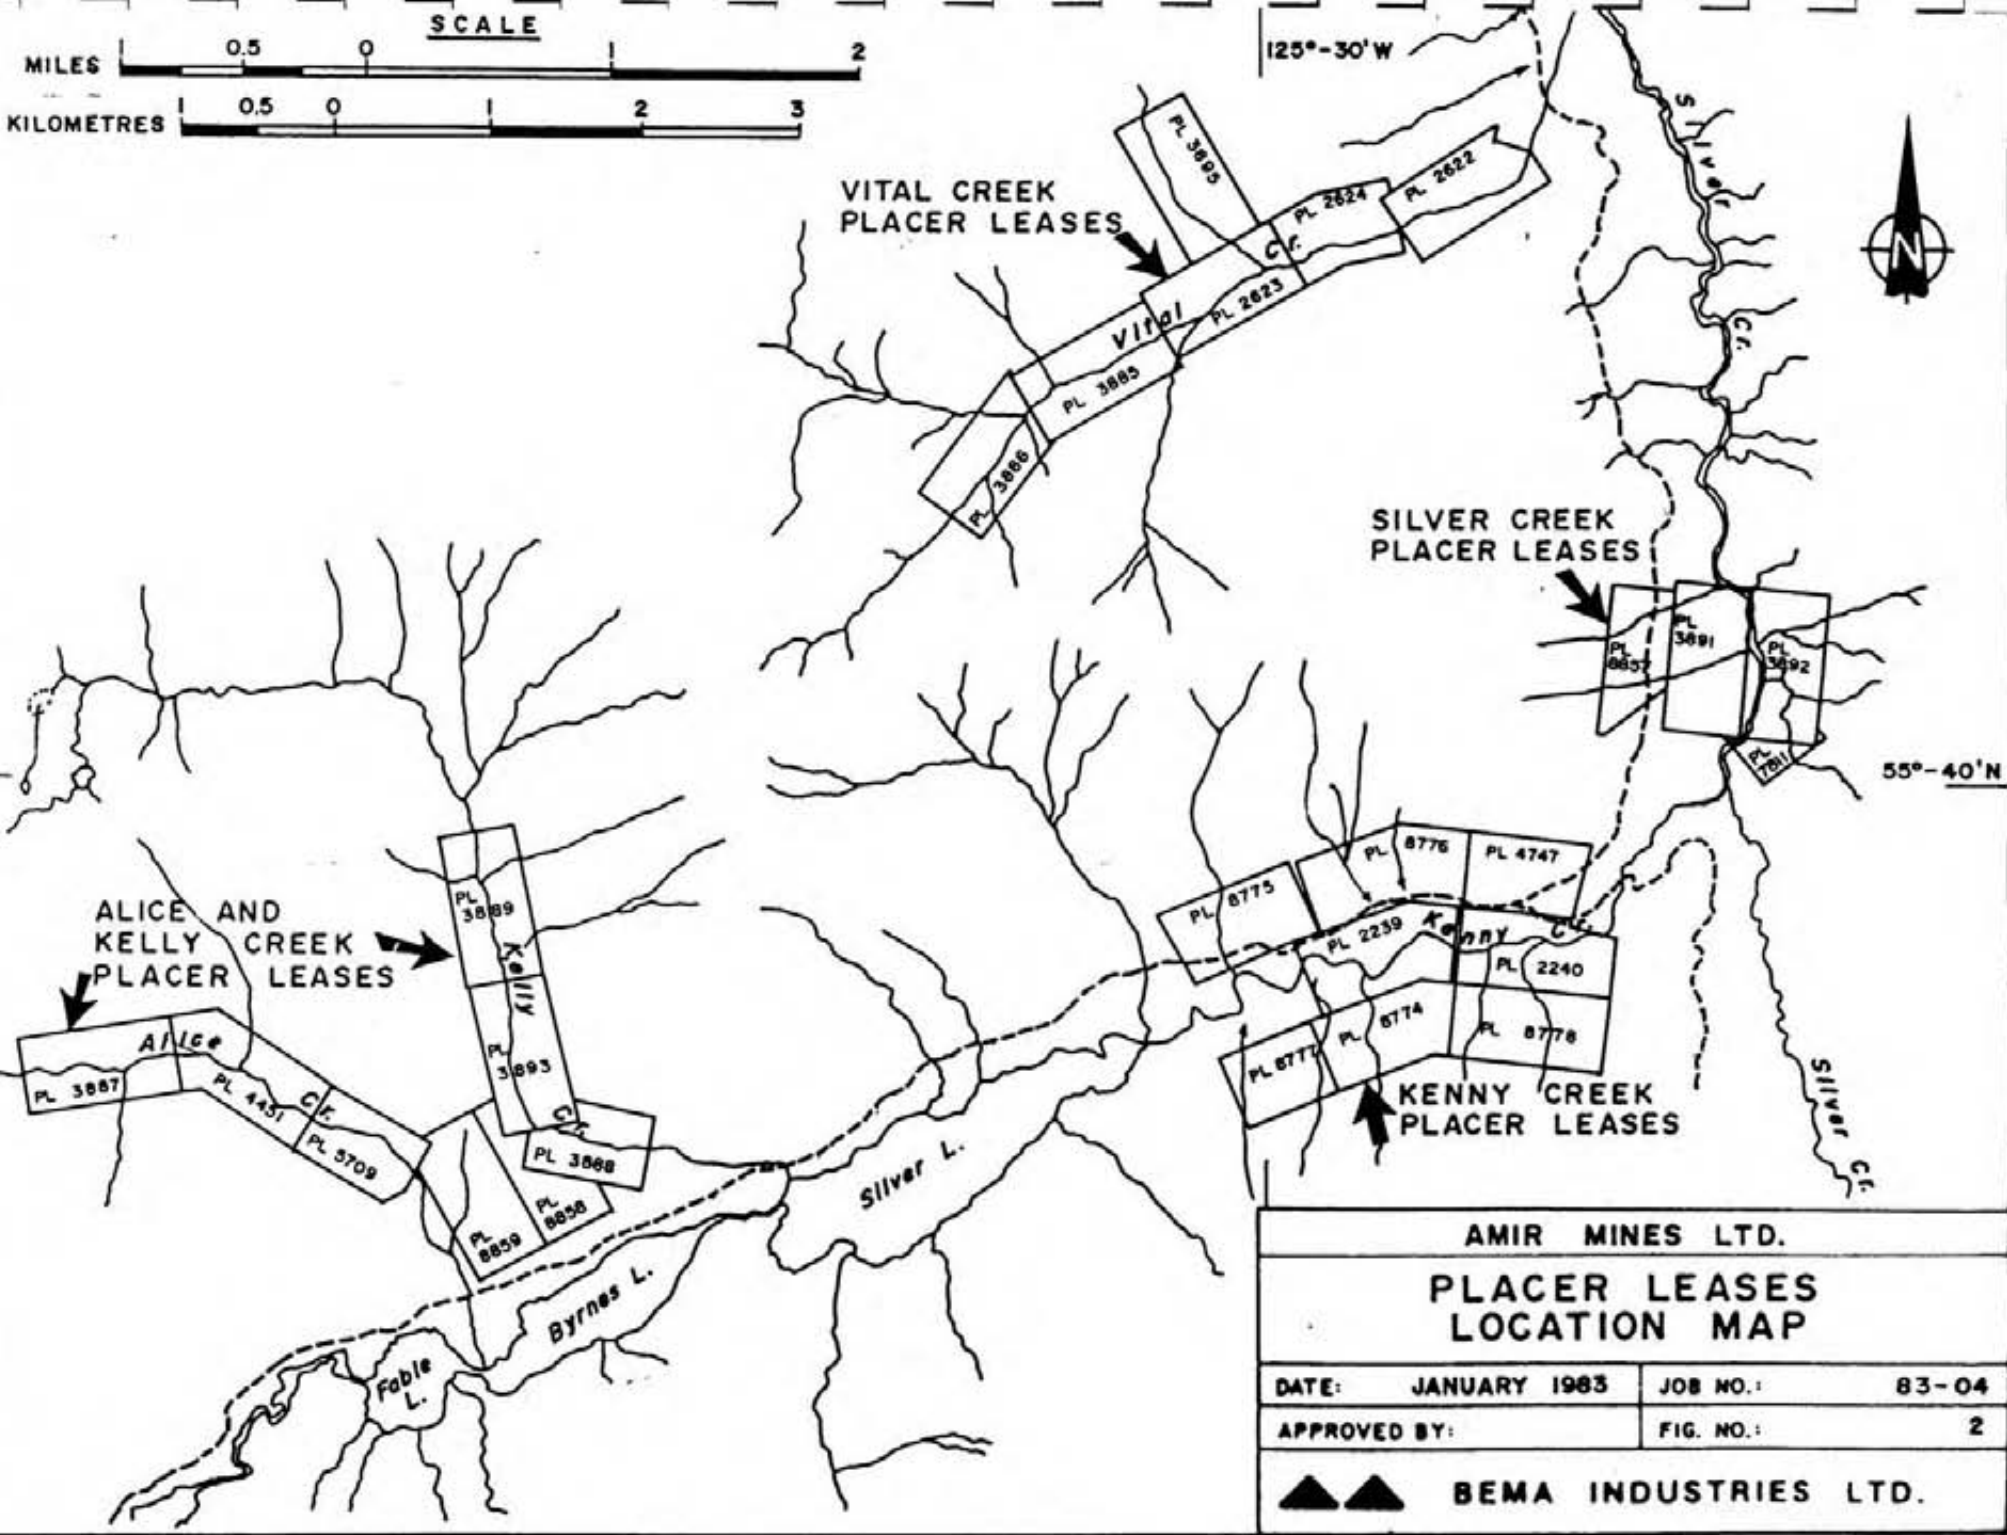 SCALE
MILES 1 0.5 0 1 2
KILOMETRES 1 0.5 0 1 2 3
125°-30'W
Silver Cr.
N
VITAL CREEK
PLACER LEASES
PL 3895
PL 2624
PL 2622
Vital Cr.
PL 2623
PL 3885
PL 3886
SILVER CREEK
PLACER LEASES
PL
8857
PL
3891
PL
3892
PL
7811
55°-40'N
ALICE AND
KELLY CREEK
PLACER LEASES
PL
3889
Kelly Cr.
PL
3893
PL 3888
Alice Cr.
PL 3887
PL 4451
PL 5709
PL
8859
PL
8858
PL 8775
PL 8776
PL 4747
PL 2239
Kenny Cr.
PL 2240
PL 8777
PL 8774
PL 8778
KENNY CREEK
PLACER LEASES
Silver Cr.
Silver L.
Byrnes L.
Fable
L.
AMIR MINES LTD.
PLACER LEASES
LOCATION MAP
DATE: JANUARY 1983
JOB NO.: 83-04
APPROVED BY:
FIG. NO.: 2
BEMA INDUSTRIES LTD.